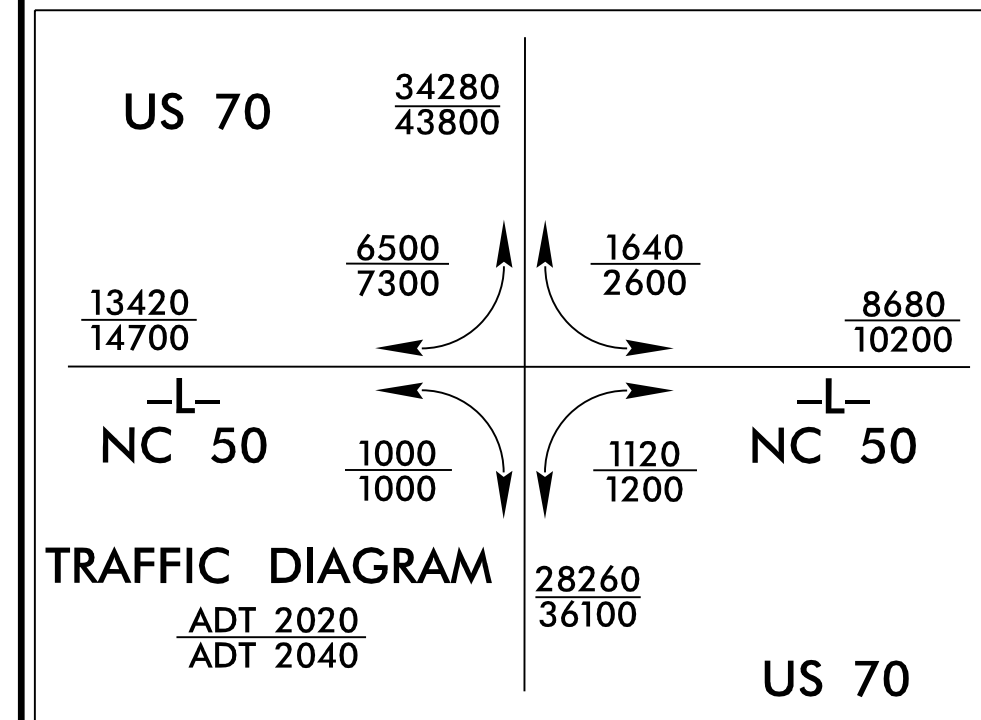 US 70
34280
43800
6500
7300
1640
2600
13420
14700
8680
10200
–L–
NC 50
–L–
NC 50
1000
1000
1120
1200
TRAFFIC DIAGRAM
ADT 2020
ADT 2040
28260
36100
US 70